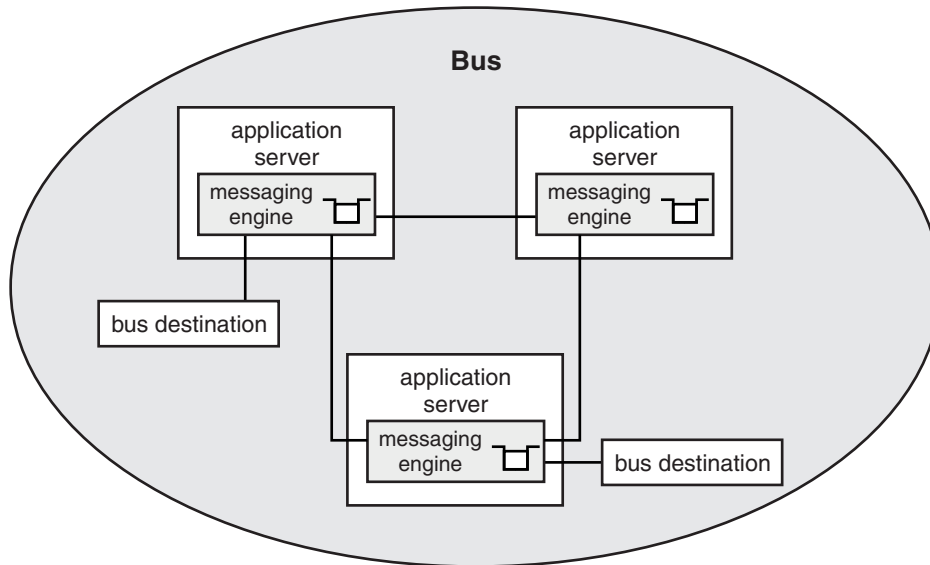 Bus
application
server
messaging
engine
application
server
messaging
engine
bus destination
application
server
messaging
engine
bus destination